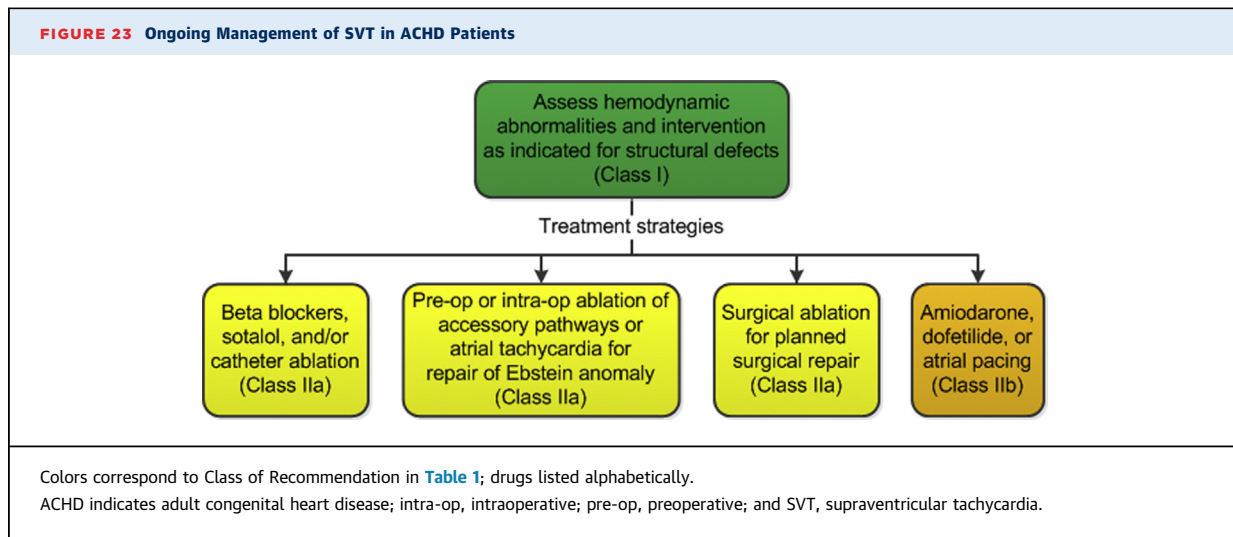 FIGURE 23 Ongoing Management of SVT in ACHD Patients
Assess hemodynamic
abnormalities and intervention
as indicated for structural defects
(Class I)
Treatment strategies
Beta blockers,
sotalol, and/or
catheter ablation
(Class IIa)
Pre-op or intra-op ablation of
accessory pathways or
atrial tachycardia for
repair of Ebstein anomaly
(Class IIa)
Surgical ablation
for planned
surgical repair
(Class IIa)
Amiodarone,
dofetilide, or
atrial pacing
(Class IIb)
Colors correspond to Class of Recommendation in Table 1; drugs listed alphabetically.
ACHD indicates adult congenital heart disease; intra-op, intraoperative; pre-op, preoperative; and SVT, supraventricular tachycardia.